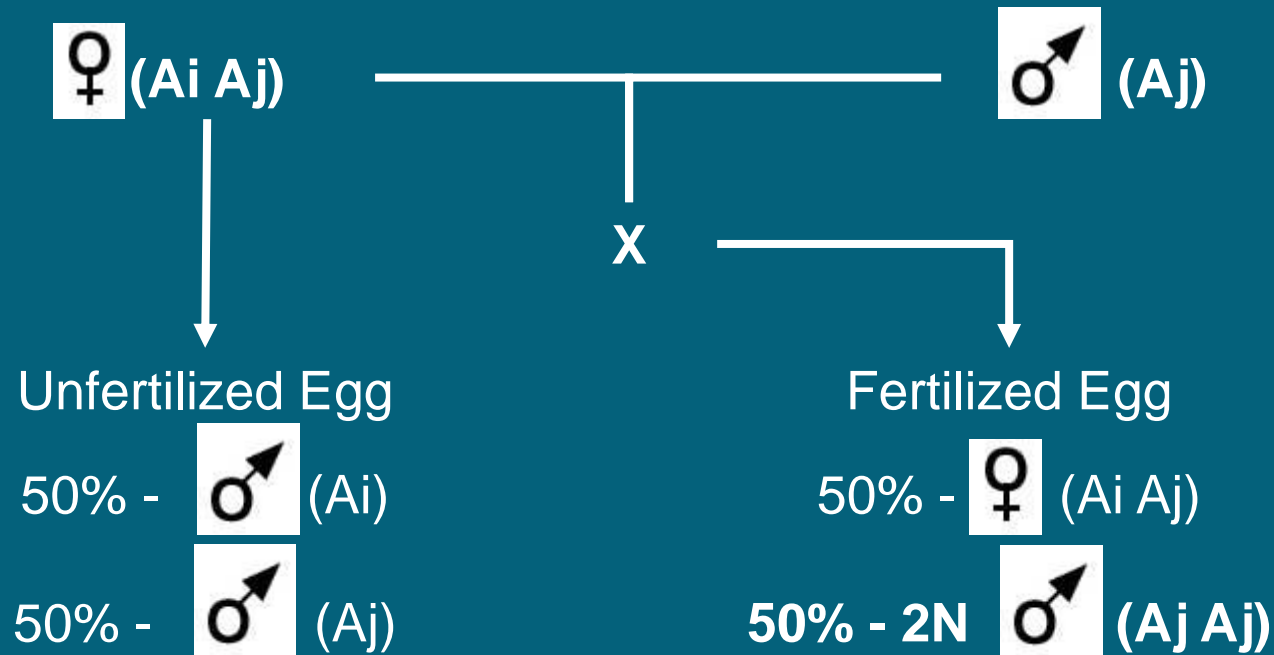 ♀ (Ai Aj) ♂ (Aj)
X
Unfertilized Egg
50% - ♂ (Ai)
50% - ♂ (Aj)
Fertilized Egg
50% - ♀ (Ai Aj)
50% - 2N ♂ (Aj Aj)